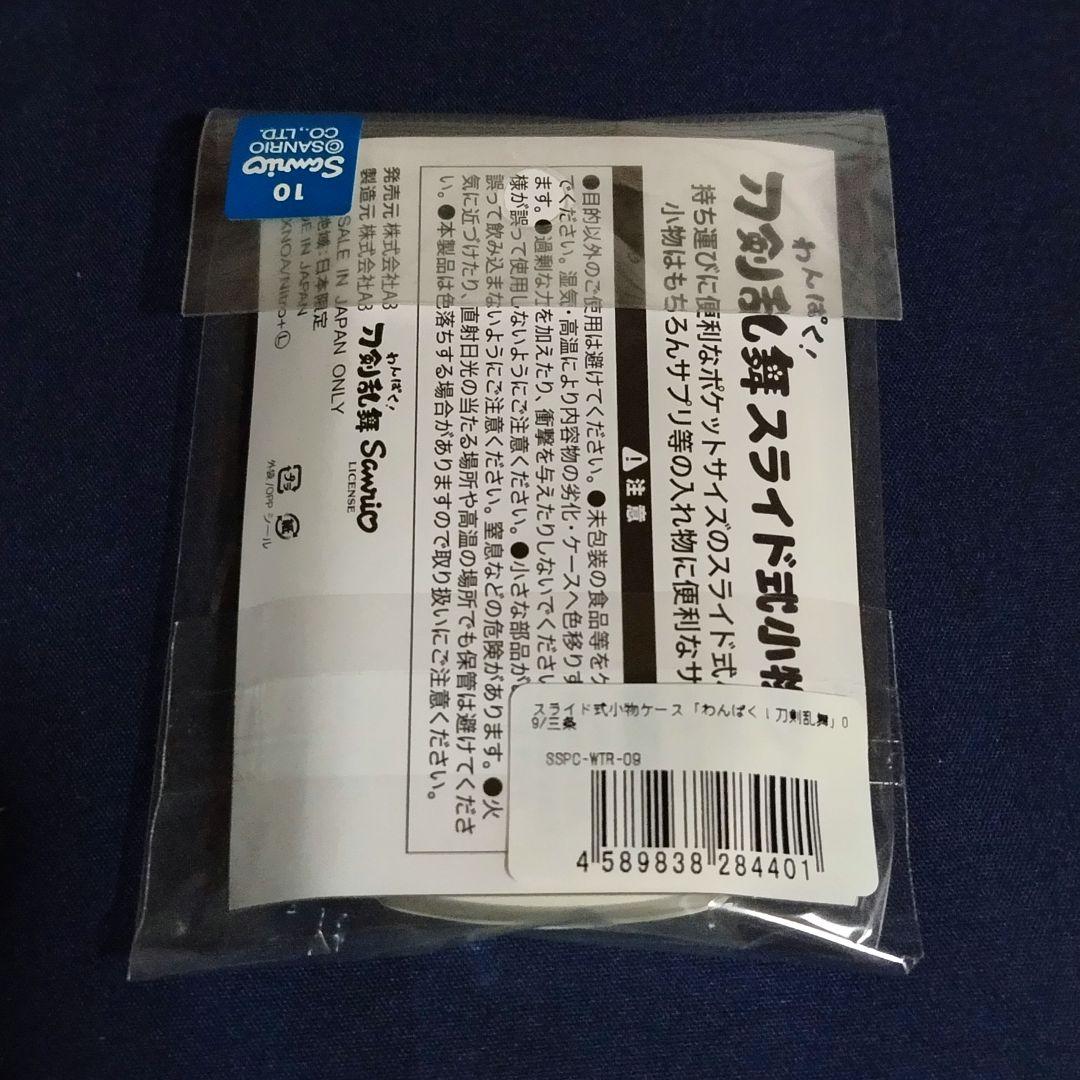 わんぱく！
刀剣乱舞スライド式小物
持ち運びに便利なポケットサイズのスライド式
小物はもちろんサプリ等の入れ物に便利なサ
注意
●目的以外のご使用は避けてください。●未包装の食品等を
でください。湿気・高温により内容物の劣化・ケースへ色移りす
ます。●過剰な力を加えたり、衝撃を与えたりしないでください
様が誤って使用しないようにご注意ください。●小さな部品が
誤って飲み込まないようにご注意ください。窒息などの危険があります。●火
気に近づけたり、直射日光の当たる場所や高温の場所でも保管は避けてくださ
い。●本製品は色落ちする場合がありますので取り扱いにご注意ください。
発売元 株式会社A3
製造元 株式会社A3
わんぱく！
刀剣乱舞
Sanrio
LICENSE
SALE IN JAPAN ONLY
地域：日本限定
DE IN JAPAN
XNOA/Nitro+ Ⓛ
プラ
紙
外袋/OPP シール
10
Sanrio
©SANRIO
CO., LTD.
スライド式小物ケース「わんぱく！刀剣乱舞」0
9/三葉
SSPC-WTR-09
4 589838 284401